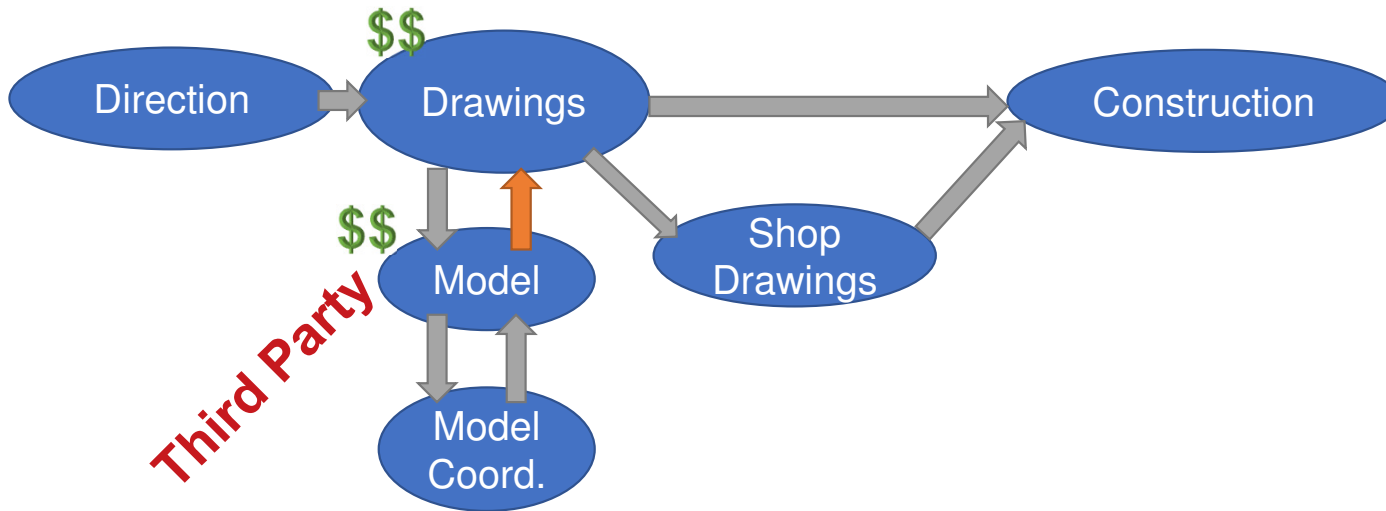 $$
Direction
Drawings
Construction
$$
Shop
Drawings
Model
Third Party
Model
Coord.